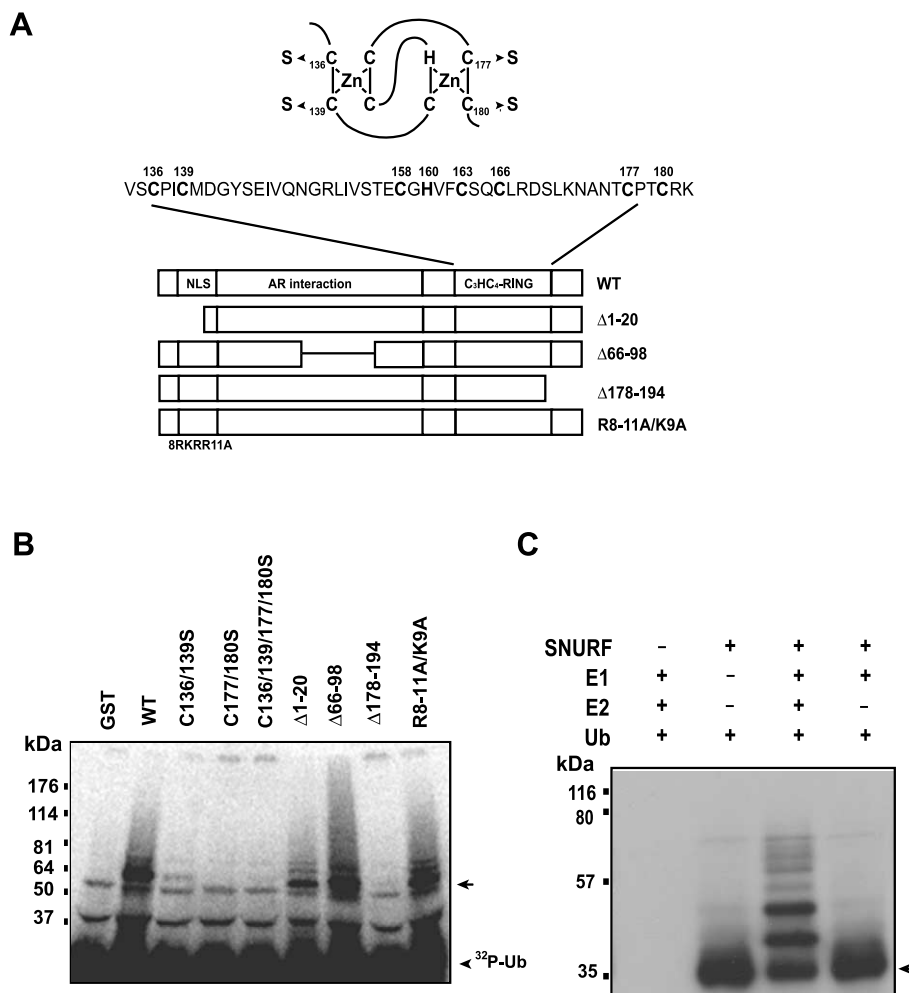 A
S C C H C S
136 Zn Zn 177
S C C C C S
139 180
136 139 158 160 163 166 177 180
VSCPICMDGYSEIVQNGRLIVSTECGHVFCSQCLRDSLKNANTCPTCRK
NLS AR interaction C₃HC₄-RING WT
Δ1-20
Δ66-98
Δ178-194
R8-11A/K9A
8RKRR11A
B
GST WT C136/139S C177/180S C136/139/177/180S Δ1-20 Δ66-98 Δ178-194 R8-11A/K9A
kDa
176
114
81
64
50
37
³²P-Ub
C
SNURF – + + +
E1 + – + +
E2 + – + –
Ub + + + +
kDa
116
80
57
35